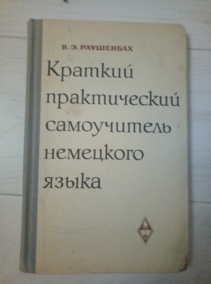 В. Э. РАУШЕНБАХ
Краткий
практический
самоучитель
немецкого
языка